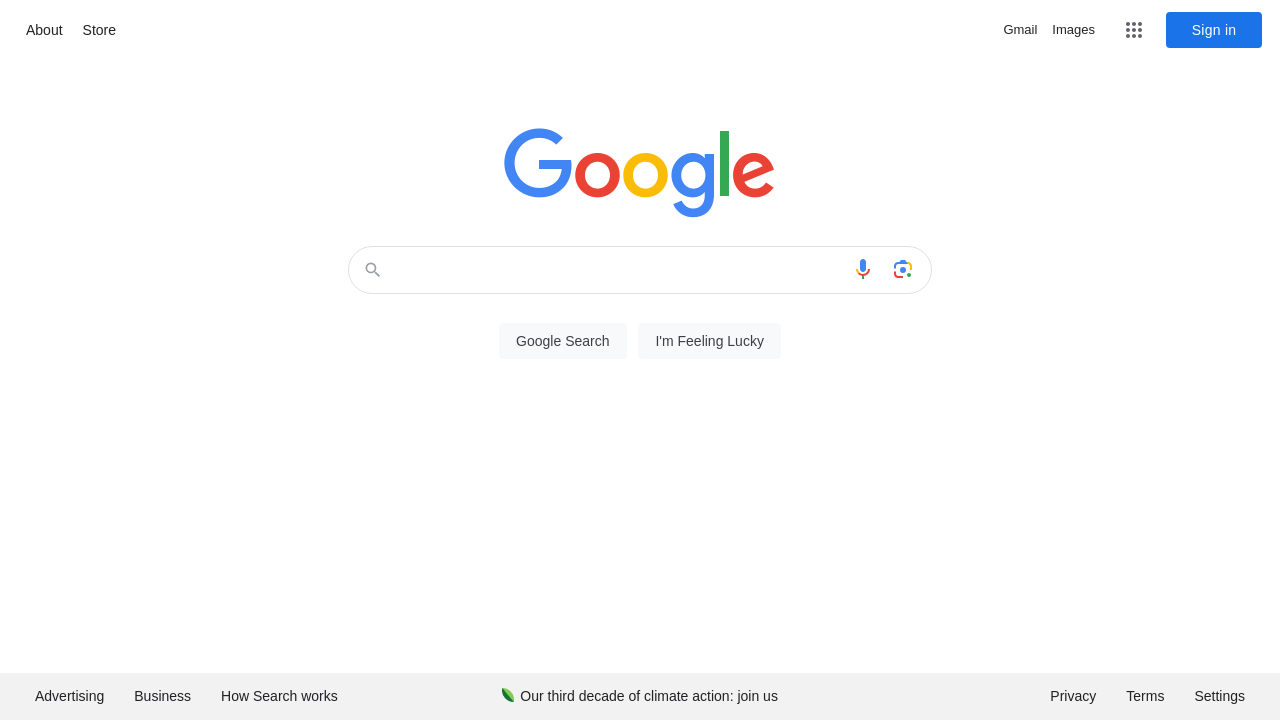 About Store Gmail Images Sign in
Google
Google Search I'm Feeling Lucky
Our third decade of climate action: join us
Advertising Business How Search works
Privacy Terms Settings